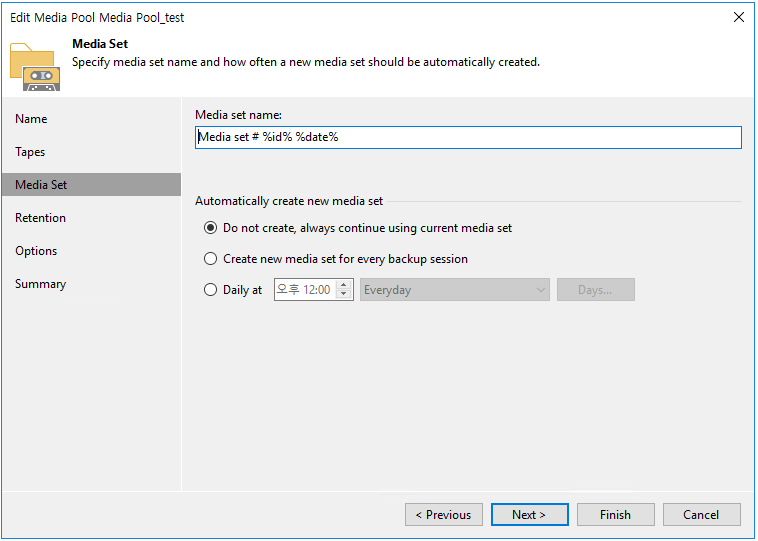 Edit Media Pool Media Pool_test
Media Set
Specify media set name and how often a new media set should be automatically created.
Name
Tapes
Media Set
Retention
Options
Summary
Media set name:
Media set # %id% %date%
Automatically create new media set
Do not create, always continue using current media set
Create new media set for every backup session
Daily at 오후 12:00 Everyday Days...
< Previous Next > Finish Cancel